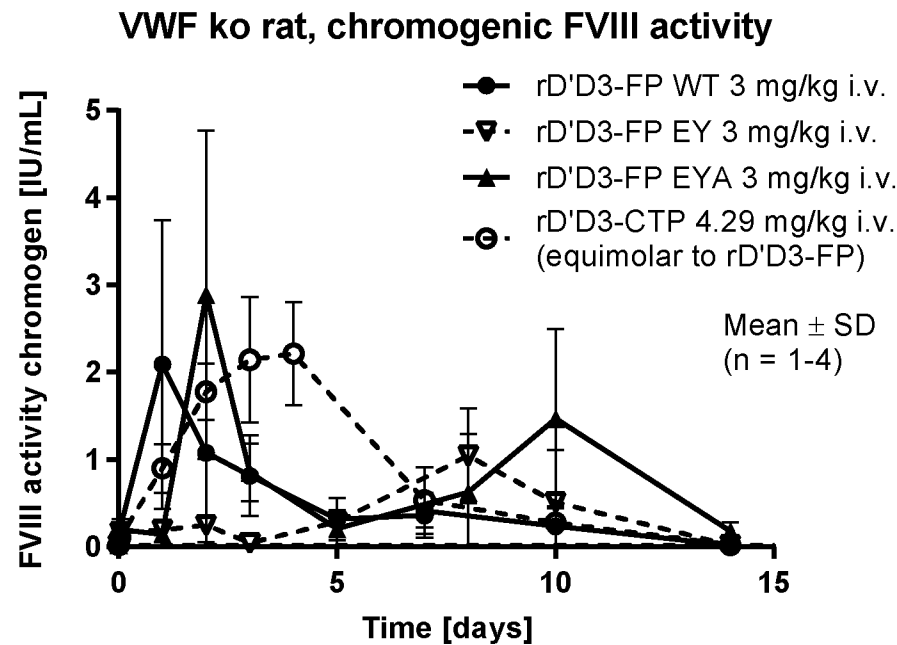 VWF ko rat, chromogenic FVIII activity
rD'D3-FP WT 3 mg/kg i.v.
rD'D3-FP EY 3 mg/kg i.v.
rD'D3-FP EYA 3 mg/kg i.v.
rD'D3-CTP 4.29 mg/kg i.v.
(equimolar to rD'D3-FP)
Mean ± SD
(n = 1-4)
FVIII activity chromogen [IU/mL]
5
4
3
2
1
0
0 5 10 15
Time [days]